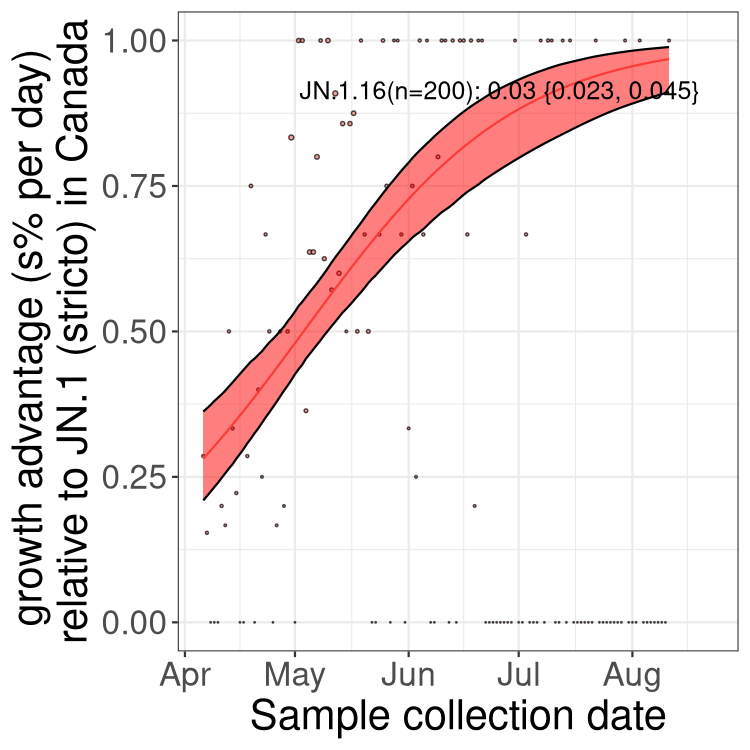 growth advantage (s% per day)
relative to JN.1 (stricto) in Canada
1.00
0.75
0.50
0.25
0.00
JN.1.16(n=200): 0.03 {0.023, 0.045}
Apr May Jun Jul Aug
Sample collection date